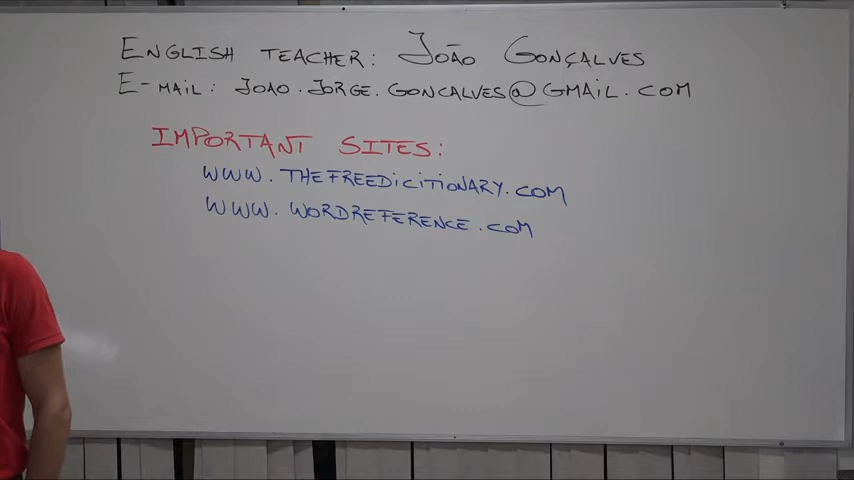 ENGLISH TEACHER: JOÃO GONÇALVES
E-MAIL: JOAO.JORGE.GONCALVES@GMAIL.COM
IMPORTANT SITES:
WWW.THEFREEDICITIONARY.COM
WWW.WORDREFERENCE.COM